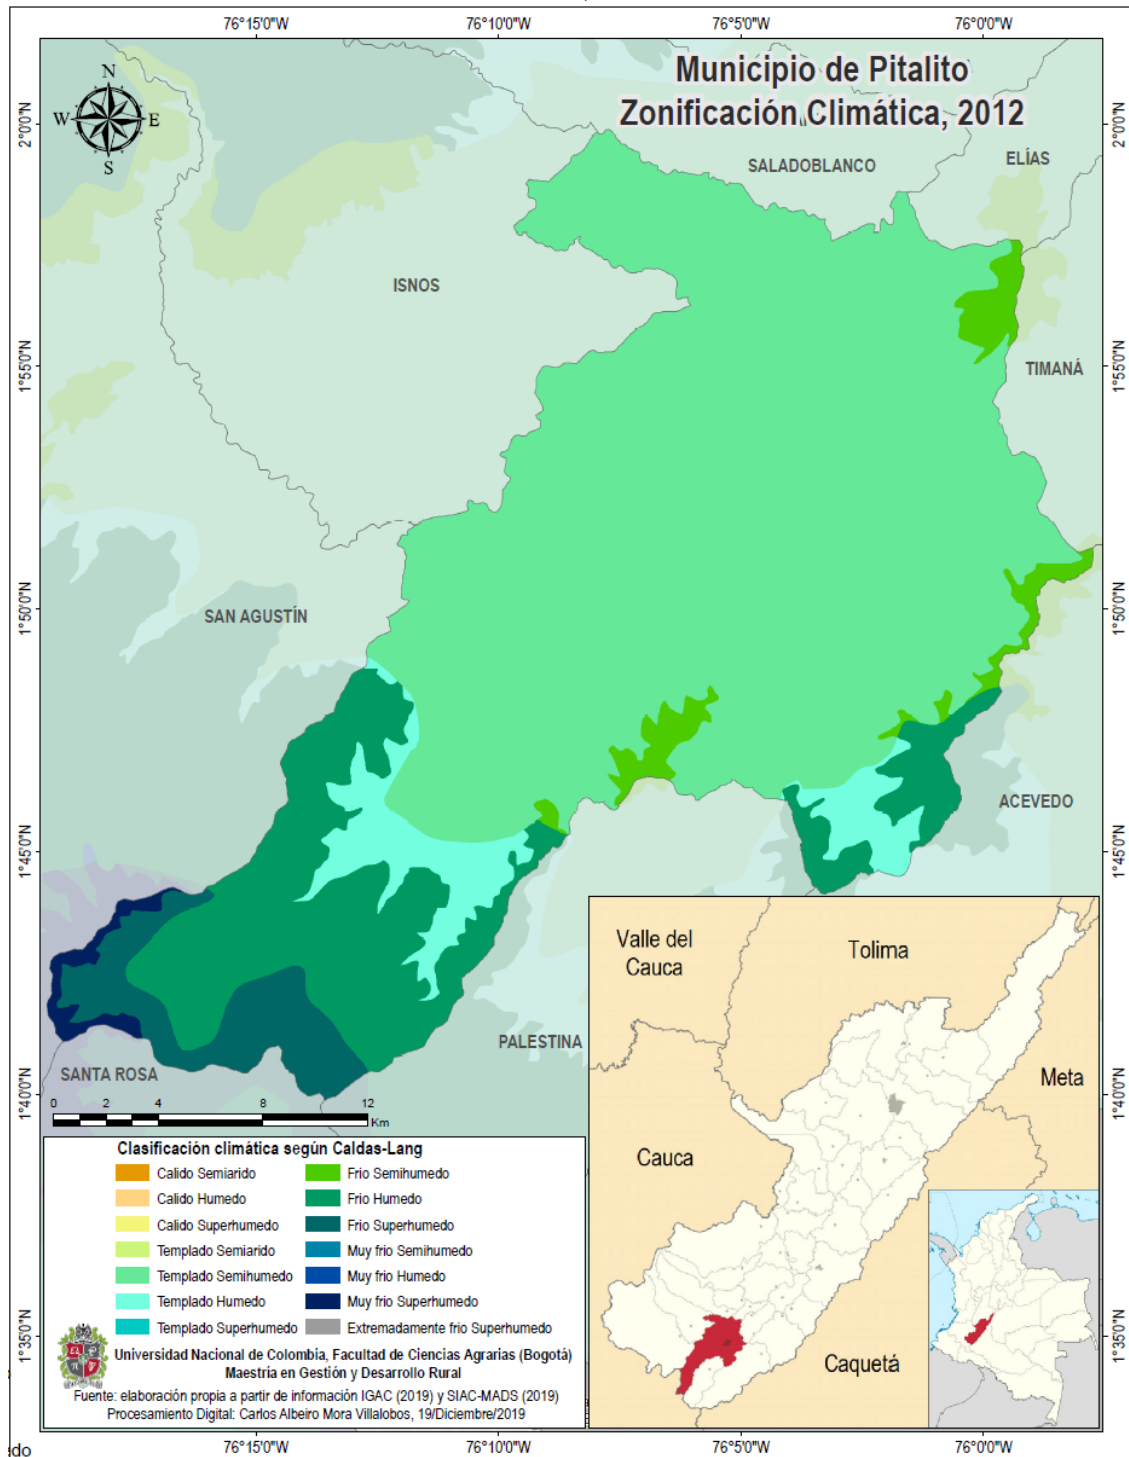 76°15'0"W
76°10'0"W
76°5'0"W
76°0'0"W
Municipio de Pitalito
Zonificación Climática, 2012
N
W
E
S
2°0'0"N
2°0'0"N
SALADOBLANCO
ELÍAS
ISNOS
1°55'0"N
TIMANÁ
1°55'0"N
1°50'0"N
SAN AGUSTÍN
1°50'0"N
ACEVEDO
1°45'0"N
1°45'0"N
PALESTINA
SANTA ROSA
1°40'0"N
1°40'0"N
0 2 4 8 12
Km
Valle del
Cauca
Tolima
Meta
Cauca
Caquetá
Clasificación climática según Caldas-Lang
Calido Semiarido
Calido Humedo
Calido Superhumedo
Templado Semiarido
Templado Semihumedo
Templado Humedo
Templado Superhumedo
Frio Semihumedo
Frio Humedo
Frio Superhumedo
Muy frio Semihumedo
Muy frio Humedo
Muy frio Superhumedo
Extremadamente frio Superhumedo
1°35'0"N
1°35'0"N
Universidad Nacional de Colombia, Facultad de Ciencias Agrarias (Bogotá)
Maestría en Gestión y Desarrollo Rural
Fuente: elaboración propia a partir de información IGAC (2019) y SIAC-MADS (2019)
Procesamiento Digital: Carlos Albeiro Mora Villalobos, 19/Diciembre/2019
76°15'0"W
76°10'0"W
76°5'0"W
76°0'0"W
do